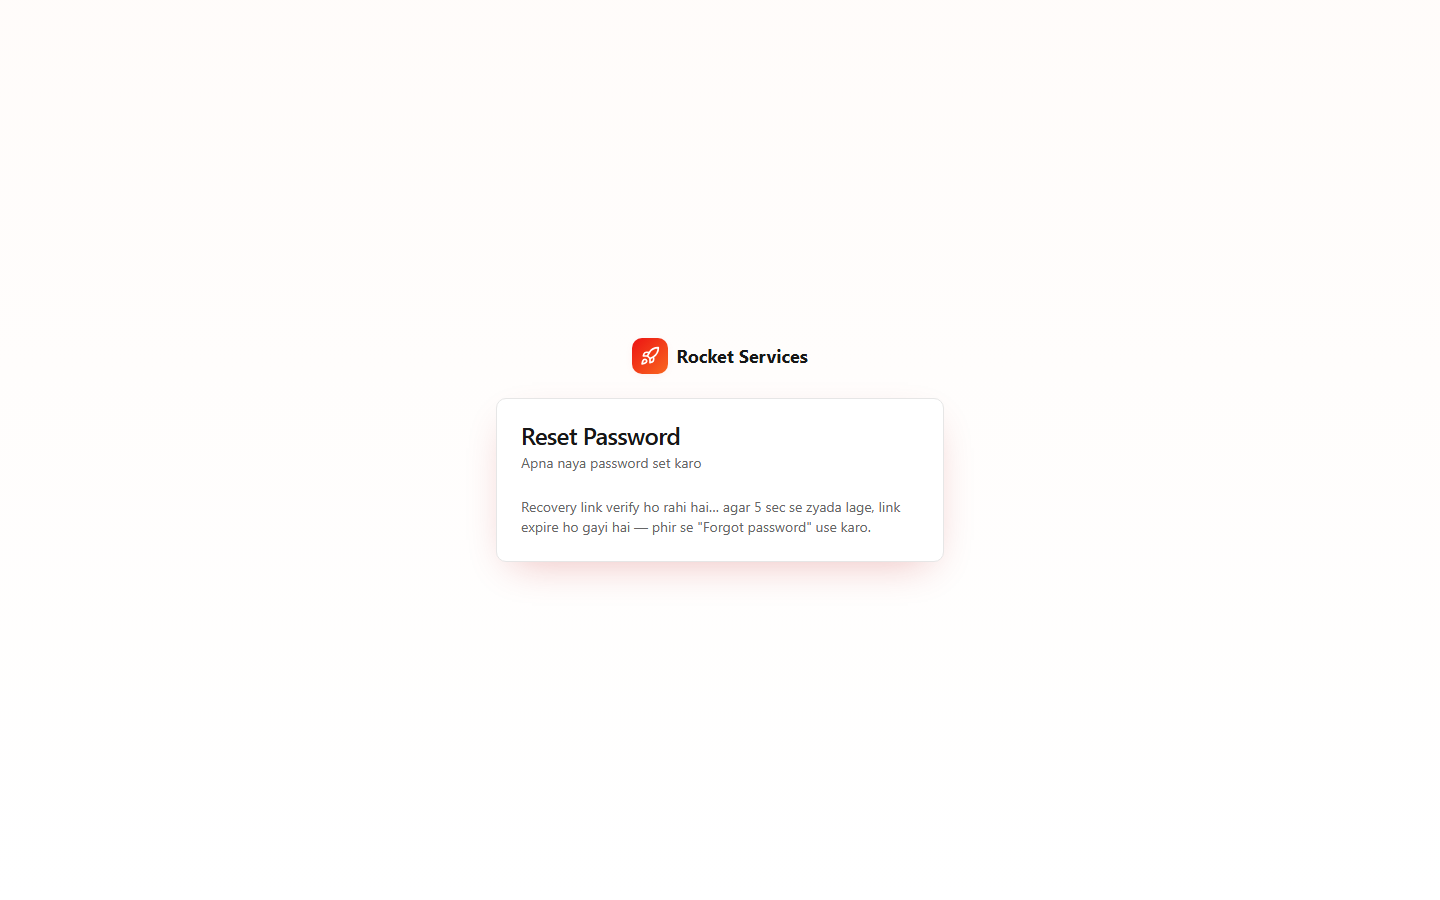 Rocket Services
Reset Password
Apna naya password set karo
Recovery link verify ho rahi hai... agar 5 sec se zyada lage, link
expire ho gayi hai — phir se "Forgot password" use karo.